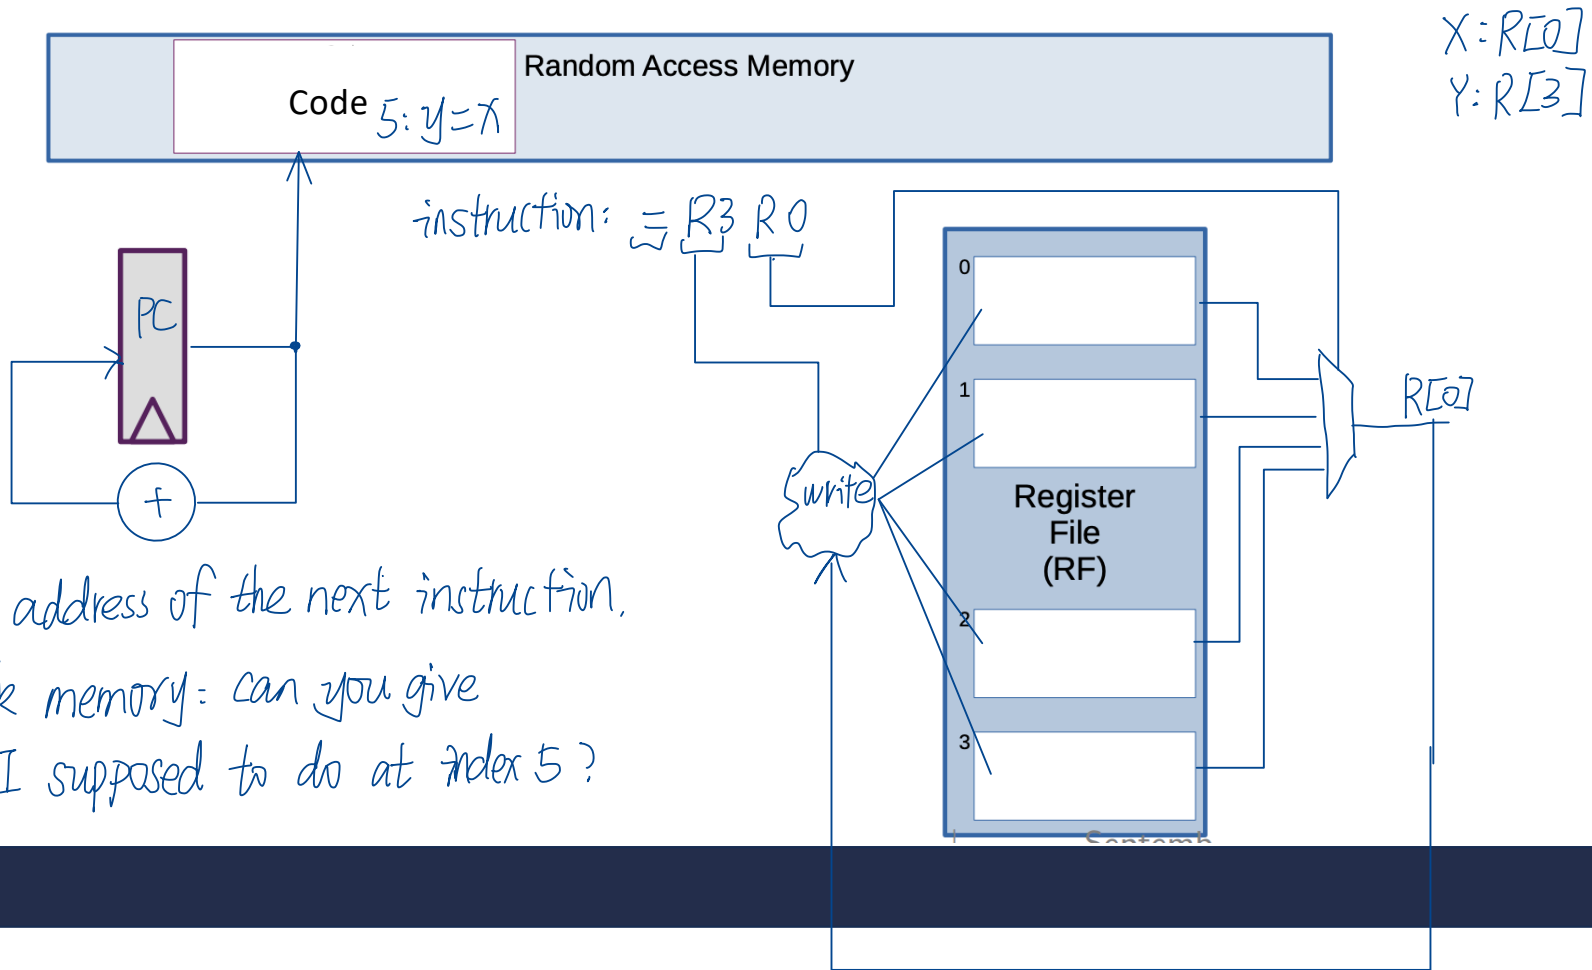 X: R[0]
Y: R[3]
Random Access Memory
Code 5: y=x
instruction: = R3 R0
PC
+
write
0
1
Register
File
(RF)
2
3
R[0]
address of the next instruction.
memory: can you give
I supposed to do at index 5?